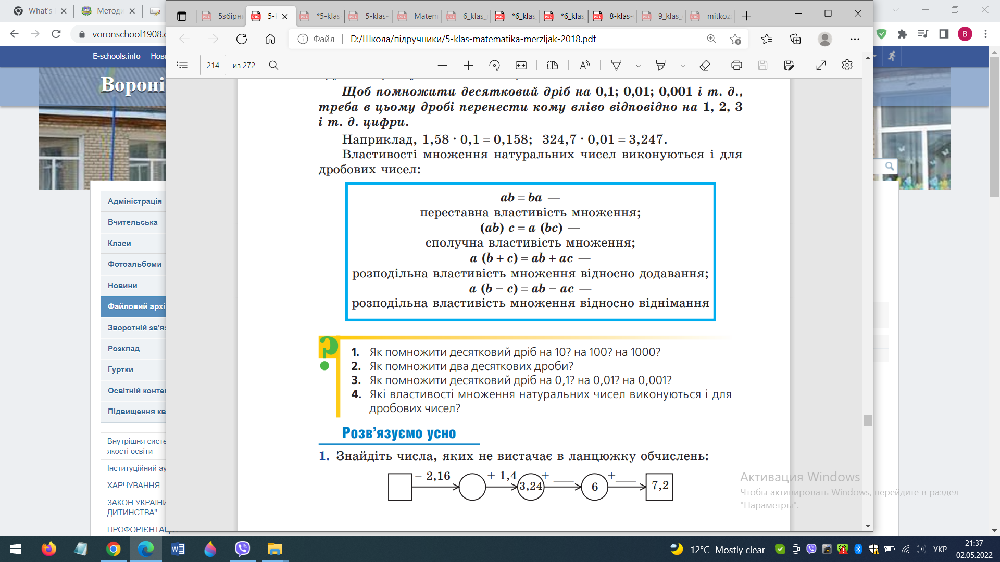 What's
Методи
5збірн
5-
*5-klas
5-klas-
Matem
6_klas_
*6_klas_
*6_klas
8-klas-
9_klas_
mitkoz
voronschool1908.e
Файл
D:/Школа/підручники/5-klas-matematika-merzljak-2018.pdf
B
E-schools.info
Нови
214
из 272
Вороні
Щоб помножити десятковий дріб на 0,1; 0,01; 0,001 і т. д.,
треба в цьому дробі перенести кому вліво відповідно на 1, 2, 3
і т. д. цифри.
Наприклад, 1,58 · 0,1 = 0,158; 324,7 · 0,01 = 3,247.
Властивості множення натуральних чисел виконуються і для
дробових чисел:
ab = ba —
переставна властивість множення;
(ab) c = a (bc) —
сполучна властивість множення;
a (b + c) = ab + ac —
розподільна властивість множення відносно додавання;
a (b − c) = ab − ac —
розподільна властивість множення відносно віднімання
1. Як помножити десятковий дріб на 10? на 100? на 1000?
2. Як помножити два десяткових дроби?
3. Як помножити десятковий дріб на 0,1? на 0,01? на 0,001?
4. Які властивості множення натуральних чисел виконуються і для
дробових чисел?
Розв’язуємо усно
1. Знайдіть числа, яких не вистачає в ланцюжку обчислень:
− 2,16 + 1,4 3,24 + ___ 6 + ___ 7,2
Адміністрація
Вчительська
Класи
Фотоальбоми
Новини
Файловий архі
Зворотній зв'яз
Розклад
Гуртки
Освітній конте
Підвищення кв
Внутрішня систе
якості освіти
Інституційний ау
ХАРЧУВАННЯ
ЗАКОН УКРАЇНИ
ДИТИНСТВА"
ПРОФОРІЄНТАЦІЯ
Активация Windows
Чтобы активировать Windows, перейдите в раздел
"Параметры".
12°C Mostly clear
УКР
21:37
02.05.2022